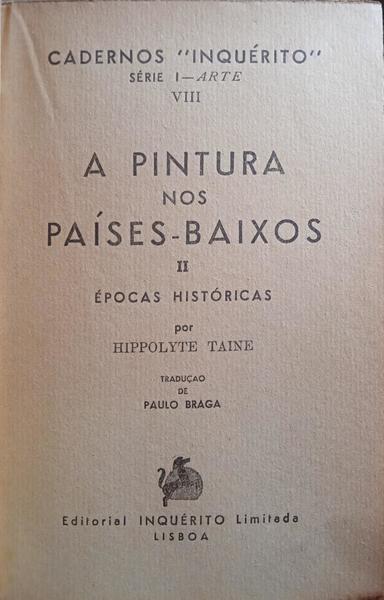 CADERNOS "INQUÉRITO"
SÉRIE I—ARTE
VIII
A PINTURA
NOS
PAÍSES-BAIXOS
II
ÉPOCAS HISTÓRICAS
por
HIPPOLYTE TAINE
TRADUÇAO
DE
PAULO BRAGA
Editorial INQUÉRITO Limitada
LISBOA